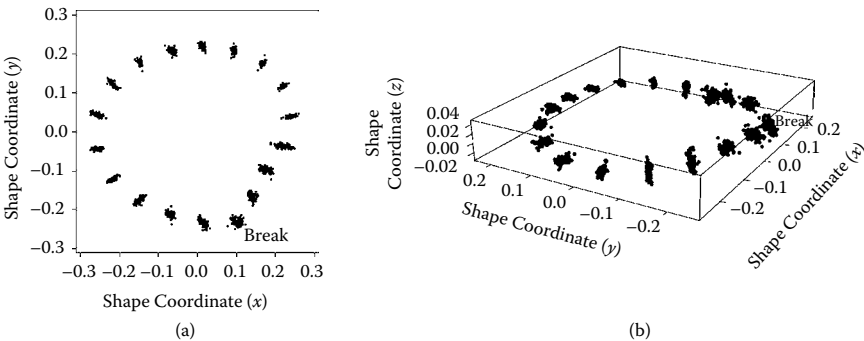 0.3
0.2
0.1
0.0
−0.1
−0.2
−0.3
Shape Coordinate (y)
Break
−0.3 −0.2 −0.1 0.0 0.1 0.2 0.3
Shape Coordinate (x)
(a)
Shape
Coordinate (z)
0.04
0.02
0.00
−0.02
0.2
0.1
0.0
−0.1
−0.2
Shape Coordinate (y)
Break
0.2
0.1
0.0
−0.1
−0.2
Shape Coordinate (x)
(b)